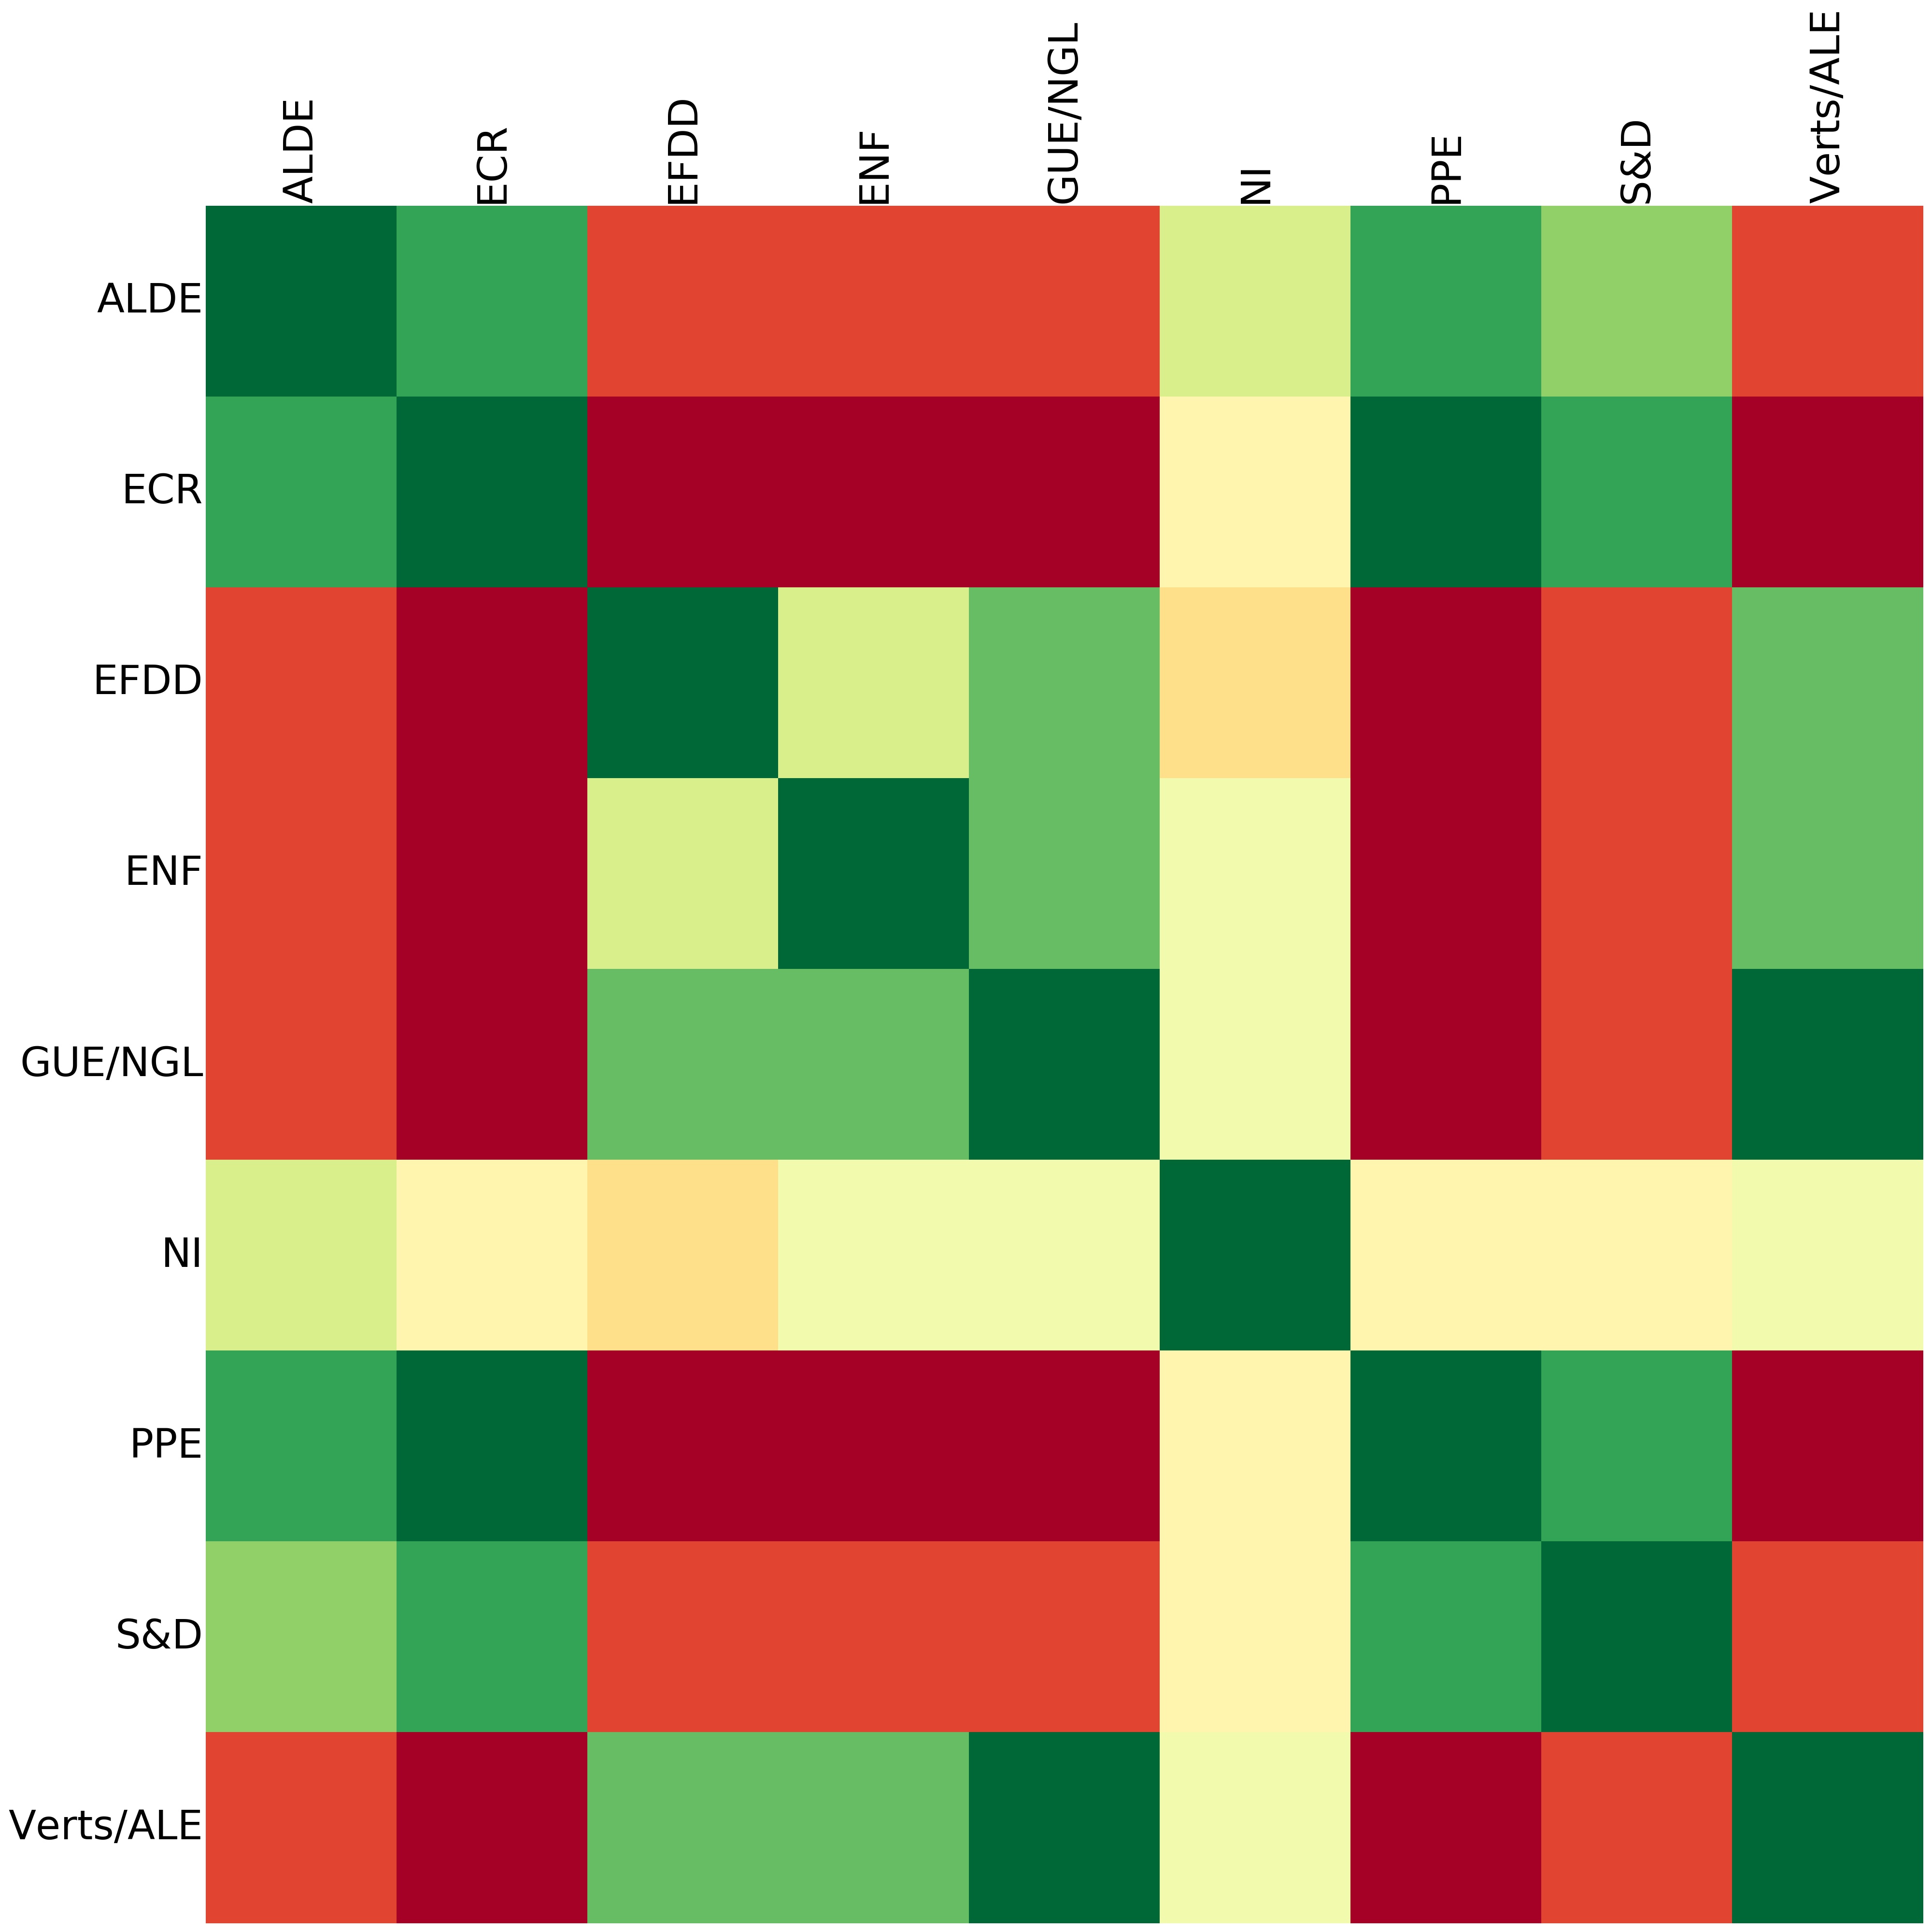 ALDE
ECR
EFDD
ENF
GUE/NGL
NI
PPE
S&D
Verts/ALE
ALDE
ECR
EFDD
ENF
GUE/NGL
NI
PPE
S&D
Verts/ALE